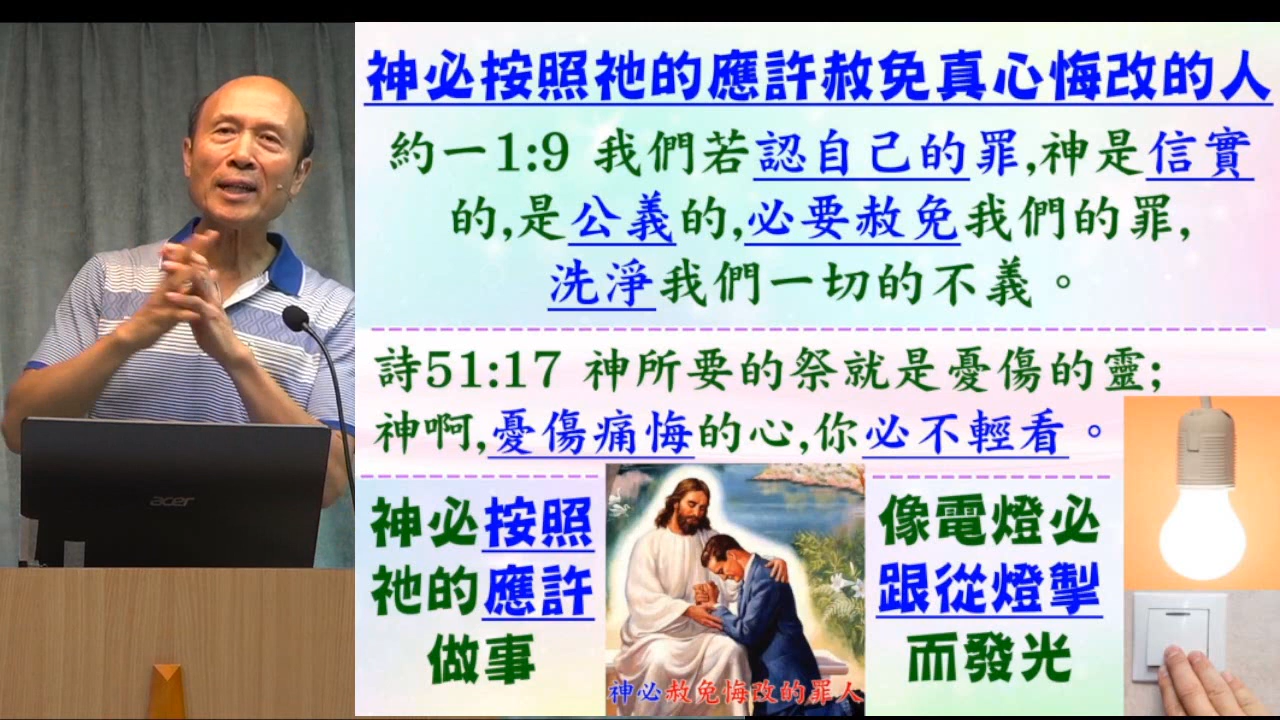 神必按照祂的應許赦免真心悔改的人
約一1:9 我們若認自己的罪,神是信實
的,是公義的,必要赦免我們的罪,
洗淨我們一切的不義。
詩51:17 神所要的祭就是憂傷的靈;
神啊,憂傷痛悔的心,你必不輕看。
神必按照
祂的應許
做事
神必赦免悔改的罪人
像電燈必
跟從燈掣
而發光
acer